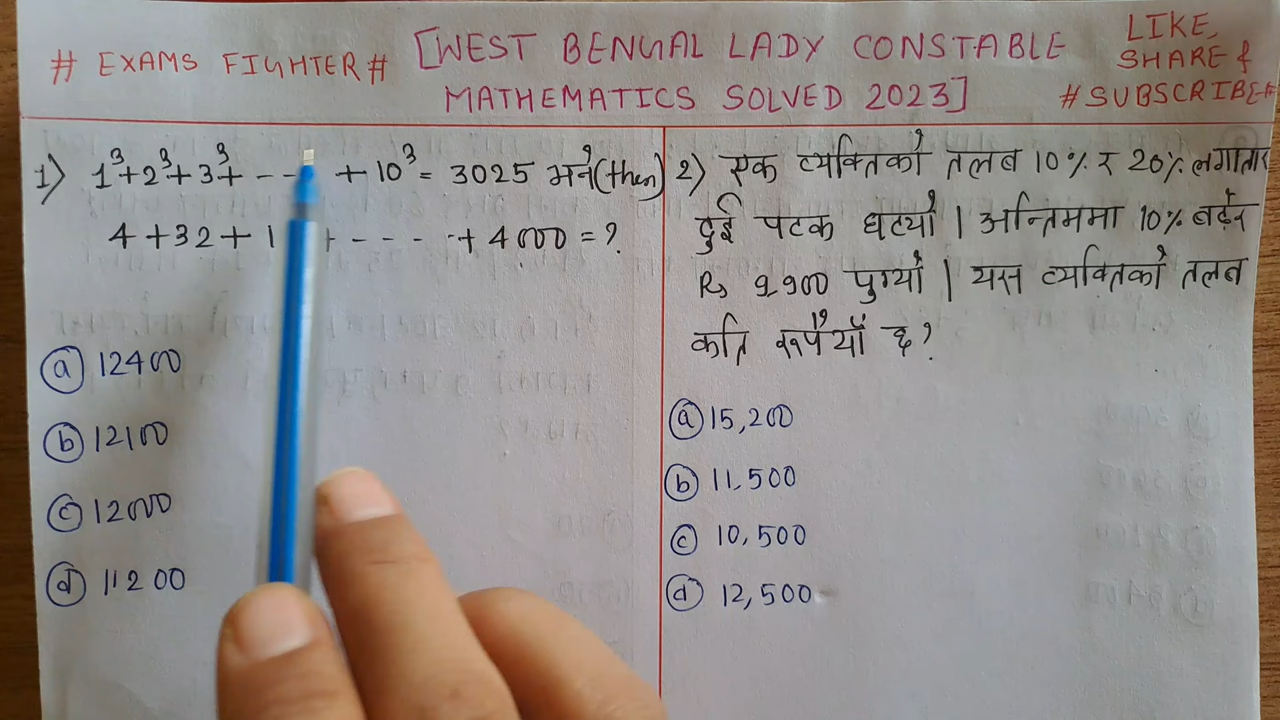 # EXAMS FIGHTER #
[WEST BENGAL LADY CONSTABLE
MATHEMATICS SOLVED 2023]
LIKE,
SHARE &
#SUBSCRIBE#
1) 1³+2³+3³+ - - + 10³ = 3025 भने (then)
4 + 32 + 1 + - - - - + 4000 = ?
ⓐ 12400
ⓑ 12100
ⓒ 12000
ⓓ 11200
2) एक व्यक्तिको तलब 10% र 20% लगातार
दुई पटक घट्यो । अन्तिममा 10% बढेर
Rs 9900 पुग्यो । यस व्यक्तिको तलब
कति रूपैयाँ छ ?
ⓐ 15,200
ⓑ 11,500
ⓒ 10,500
ⓓ 12,500